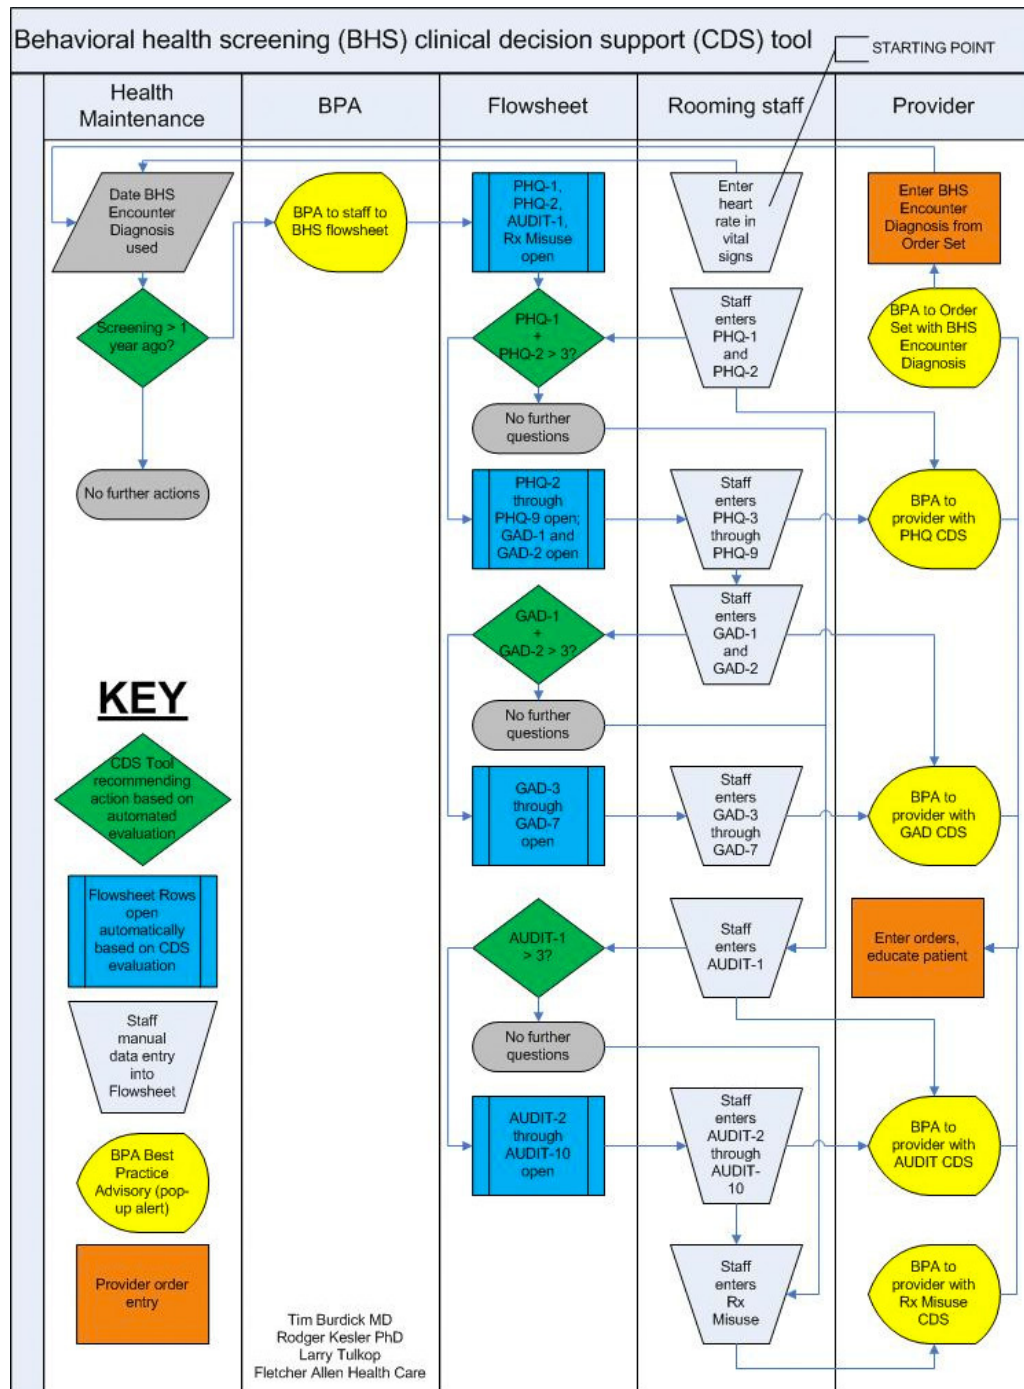 Behavioral health screening (BHS) clinical decision support (CDS) tool
STARTING POINT
Health
Maintenance
BPA
Flowsheet
Rooming staff
Provider
Date BHS
Encounter
Diagnosis
used
BPA to staff to
BHS flowsheet
PHQ-1,
PHQ-2,
AUDIT-1,
Rx Misuse
open
Enter
heart
rate in
vital
signs
Enter BHS
Encounter
Diagnosis from
Order Set
Screening > 1
year ago?
PHQ-1
+
PHQ-2 > 3?
Staff
enters
PHQ-1
and
PHQ-2
BPA to Order
Set with BHS
Encounter
Diagnosis
No further
questions
No further actions
PHQ-2
through
PHQ-9 open;
GAD-1 and
GAD-2 open
Staff
enters
PHQ-3
through
PHQ-9
BPA to
provider with
PHQ CDS
GAD-1
+
GAD-2 > 3?
Staff
enters
GAD-1
and
GAD-2
No further
questions
GAD-3
through
GAD-7
open
Staff
enters
GAD-3
through
GAD-7
BPA to
provider with
GAD CDS
AUDIT-1
> 3?
Staff
enters
AUDIT-1
Enter orders,
educate patient
No further
questions
AUDIT-2
through
AUDIT-10
open
Staff
enters
AUDIT-2
through
AUDIT-
10
BPA to
provider with
AUDIT CDS
Staff
enters
Rx
Misuse
BPA to
provider with
Rx Misuse
CDS
KEY
CDS Tool
recommending
action based on
automated
evaluation
Flowsheet Rows
open
automatically
based on CDS
evaluation
Staff
manual
data entry
into
Flowsheet
BPA Best
Practice
Advisory (pop-
up alert)
Provider order
entry
Tim Burdick MD
Rodger Kesler PhD
Larry Tulkop
Fletcher Allen Health Care